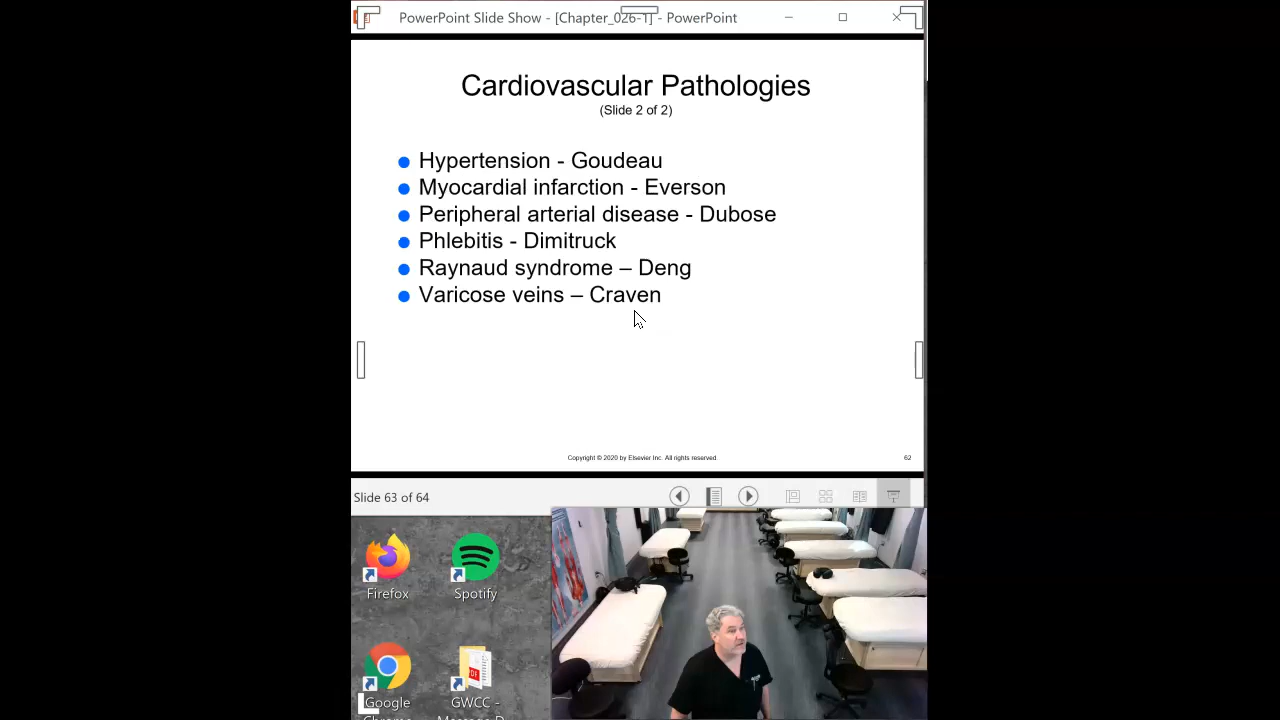 PowerPoint Slide Show - [Chapter_026-1] - PowerPoint
Cardiovascular Pathologies
(Slide 2 of 2)
Hypertension - Goudeau
Myocardial infarction - Everson
Peripheral arterial disease - Dubose
Phlebitis - Dimitruck
Raynaud syndrome – Deng
Varicose veins – Craven
Copyright © 2020 by Elsevier Inc. All rights reserved.
62
Slide 63 of 64
Firefox
Spotify
Google
GWCC -